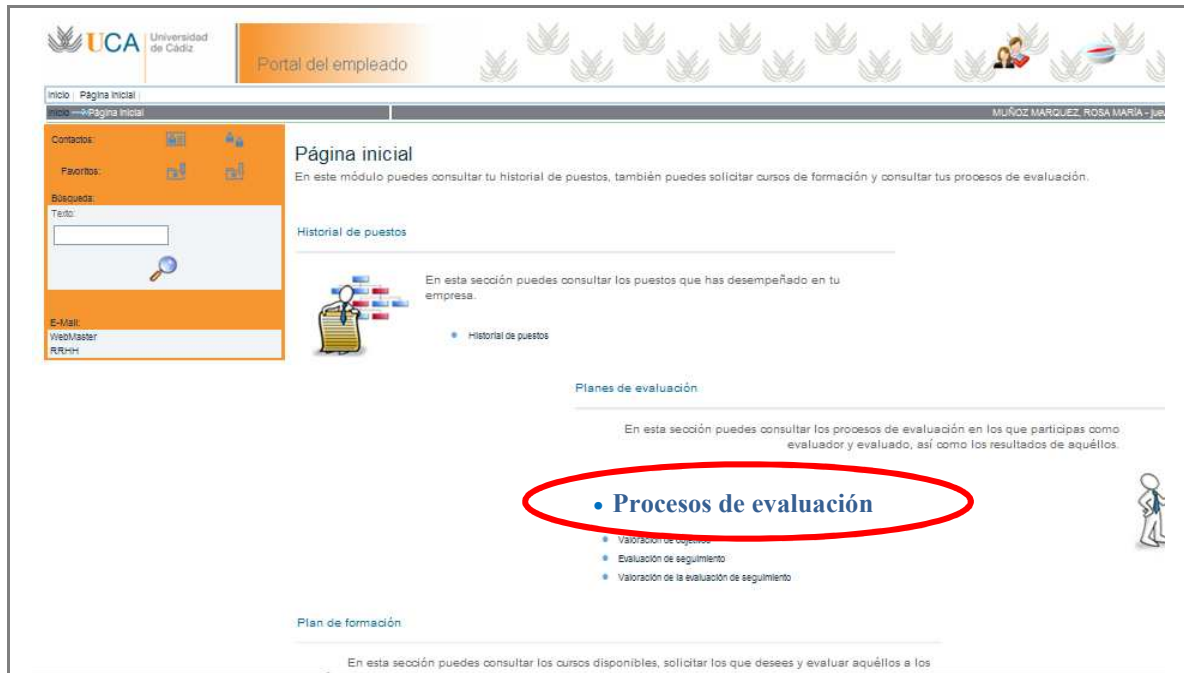 UCA Universidad
de Cádiz
Portal del empleado
Inicio | Página Inicial |
Inicio Página Inicial
MUÑOZ MARQUEZ, ROSA MARÍA -
Contactos:
Favoritos:
Búsqueda:
Texto:
E-Mail:
WebMaster
RRHH
Página inicial
En este módulo puedes consultar tu historial de puestos, también puedes solicitar cursos de formación y consultar tus procesos de evaluación.
Historial de puestos
En esta sección puedes consultar los puestos que has desempeñado en tu
empresa.
Historial de puestos
Planes de evaluación
En esta sección puedes consultar los procesos de evaluación en los que participas como
evaluador y evaluado, así como los resultados de aquéllos.
• Procesos de evaluación
Valoración de objetivos
Evaluación de seguimiento
Valoración de la evaluación de seguimiento
Plan de formación
En esta sección puedes consultar los cursos disponibles, solicitar los que desees y evaluar aquéllos a los